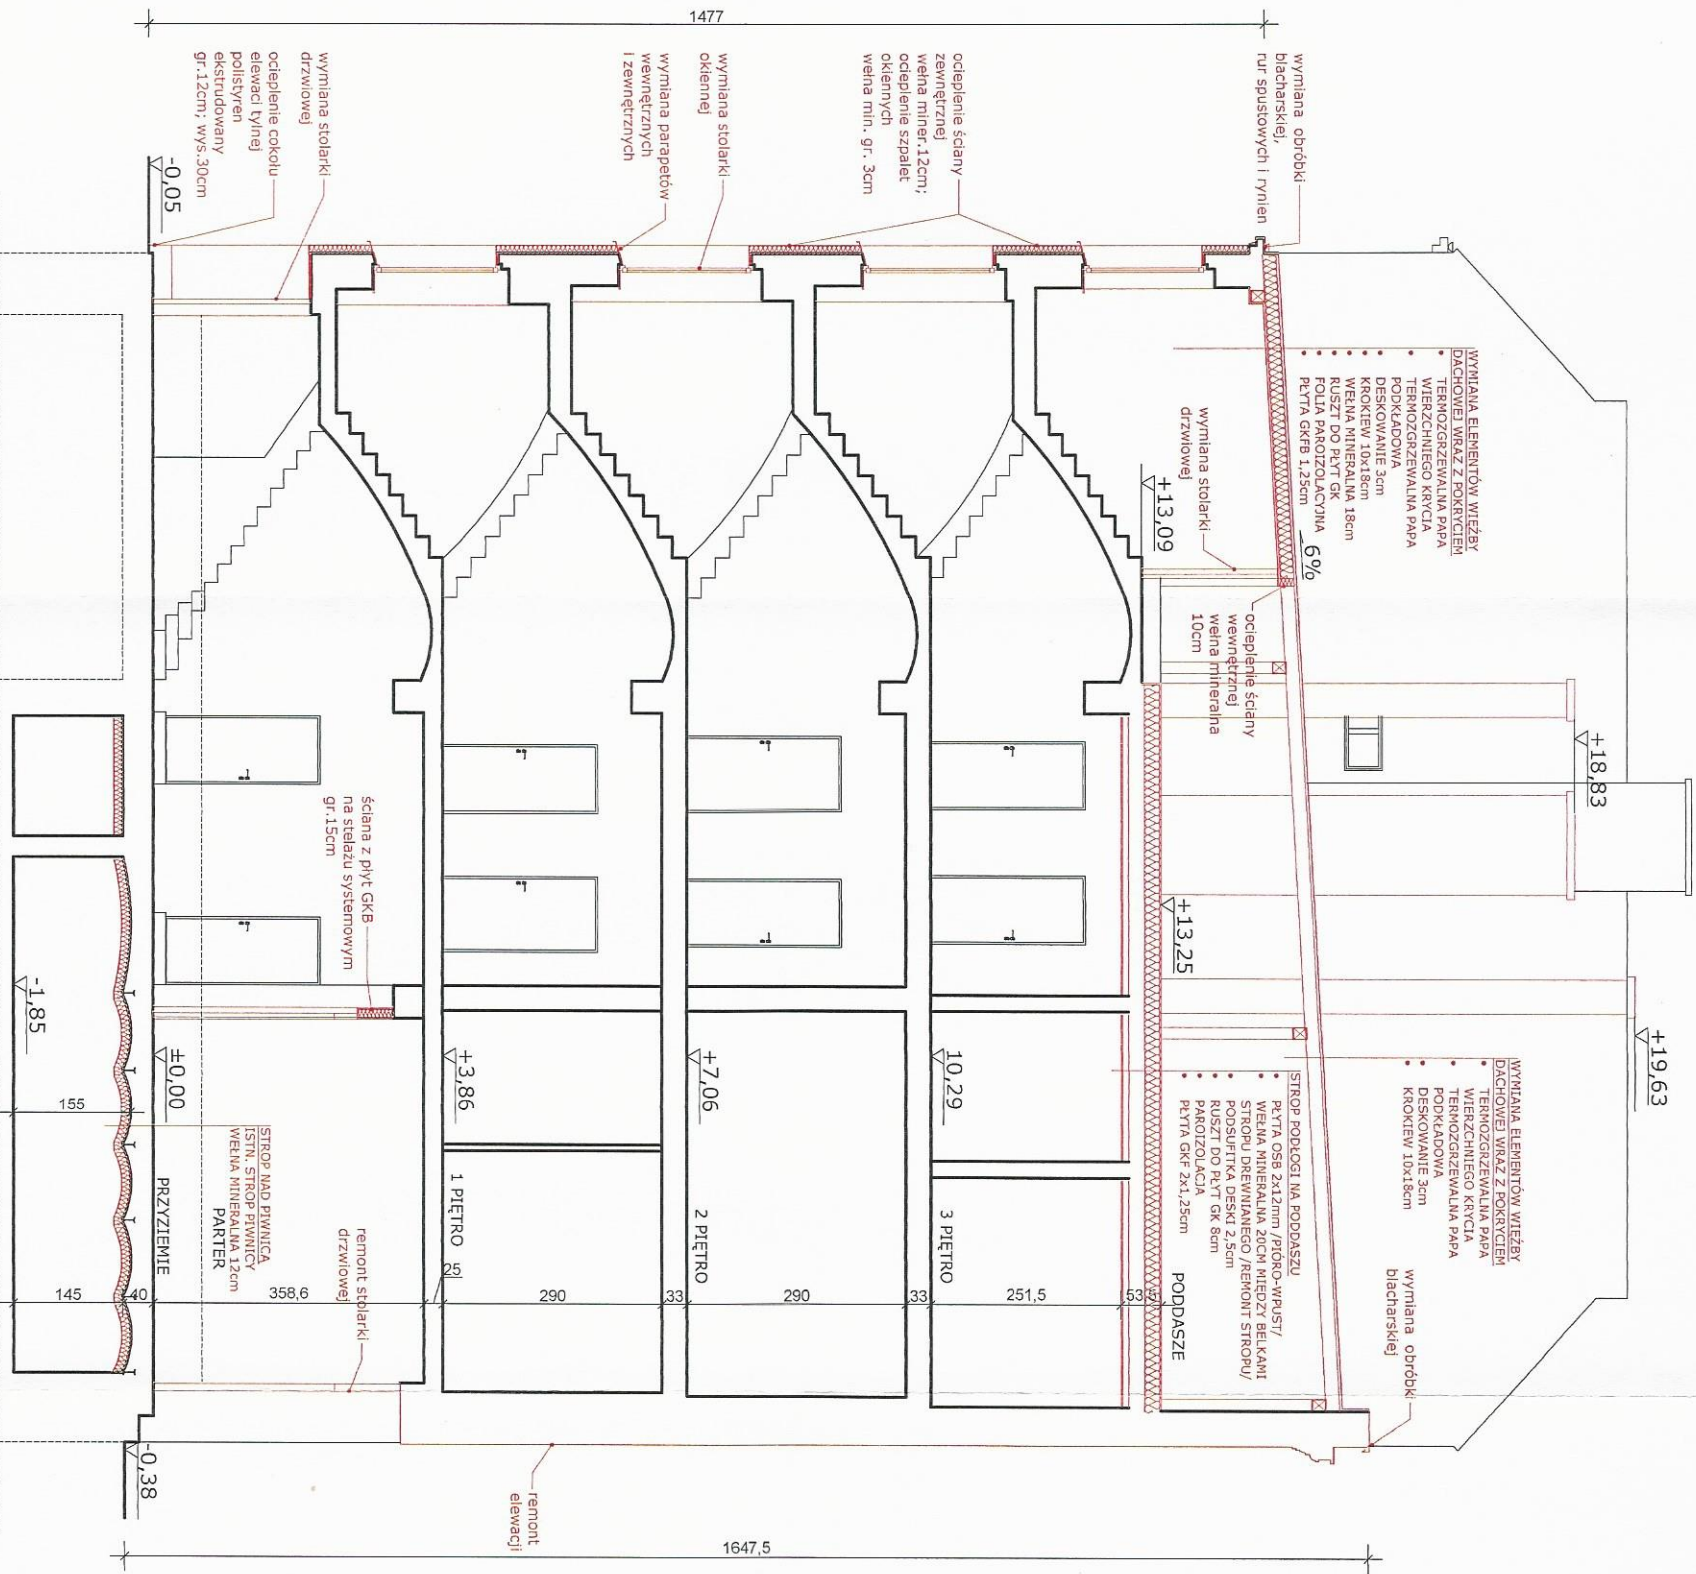 1477
wymiana obróbki
blacharskiej,
rur spustowych i rynien
ocieplenie ściany
zewnętrznej
wełna miner.12cm;
ocieplenie szpalet
okiennych
wełna min. gr. 3cm
wymiana stolarki
okiennej
wymiana parapetów
wewnętrznych
i zewnętrznych
wymiana stolarki
drzwiowej
ocieplenie cokołu
elewaci tylnej
polistyren
ekstrudowany
gr.12cm; wys.30cm
-0,05
WYMIANA ELEMENTÓW WIĘŹBY
DACHOWEJ WRAZ Z POKRYCIEM
• TERMOZGRZEWALNA PAPA
WIERZCHNIEGO KRYCIA
• TERMOZGRZEWALNA PAPA
PODKŁADOWA
• DESKOWANIE 3cm
• KROKIEW 10x18cm
• WEŁNA MINERALNA 18cm
• RUSZT DO PŁYT GK
• FOLIA PAROIZOLACYJNA
• PŁYTA GKFB 1,25cm
6%
wymiana stolarki
drzwiowej
+13,09
ocieplenie ściany
wewnętrznej
wełna mineralna
10cm
+18,83
+13,25
+19,63
WYMIANA ELEMENTÓW WIĘŹBY
DACHOWEJ WRAZ Z POKRYCIEM
• TERMOZGRZEWALNA PAPA
WIERZCHNIEGO KRYCIA
• TERMOZGRZEWALNA PAPA
PODKŁADOWA
• DESKOWANIE 3cm
• KROKIEW 10x18cm
STROP PODŁOGI NA PODDASZU
• PŁYTA OSB 2x12mm /PIÓRO-WPUST/
• WEŁNA MINERALNA 20CM MIĘDZY BELKAMI
STROPU DREWNIANEGO /REMONT STROPU/
• PODSUFITKA DESKI 2,5cm
• RUSZT DO PŁYT GK 8cm
• PAROIZOLACJA
• PŁYTA GKF 2x1,25cm
wymiana obróbki
blacharskiej
PODDASZE
53,5
251,5
10,29
3 PIĘTRO
33
290
+7,06
2 PIĘTRO
33
290
+3,86
1 PIĘTRO
25
ściana z płyt GKB
na stelażu systemowym
gr.15cm
remont stolarki
drzwiowej
358,6
±0,00
STROP NAD PIWNICĄ
ISTN. STROP PIWNICY
WEŁNA MINERALNA 12cm
PARTER
PRZYZIEMIE
40
155
145
-1,85
-0,38
remont
elewacji
1647,5